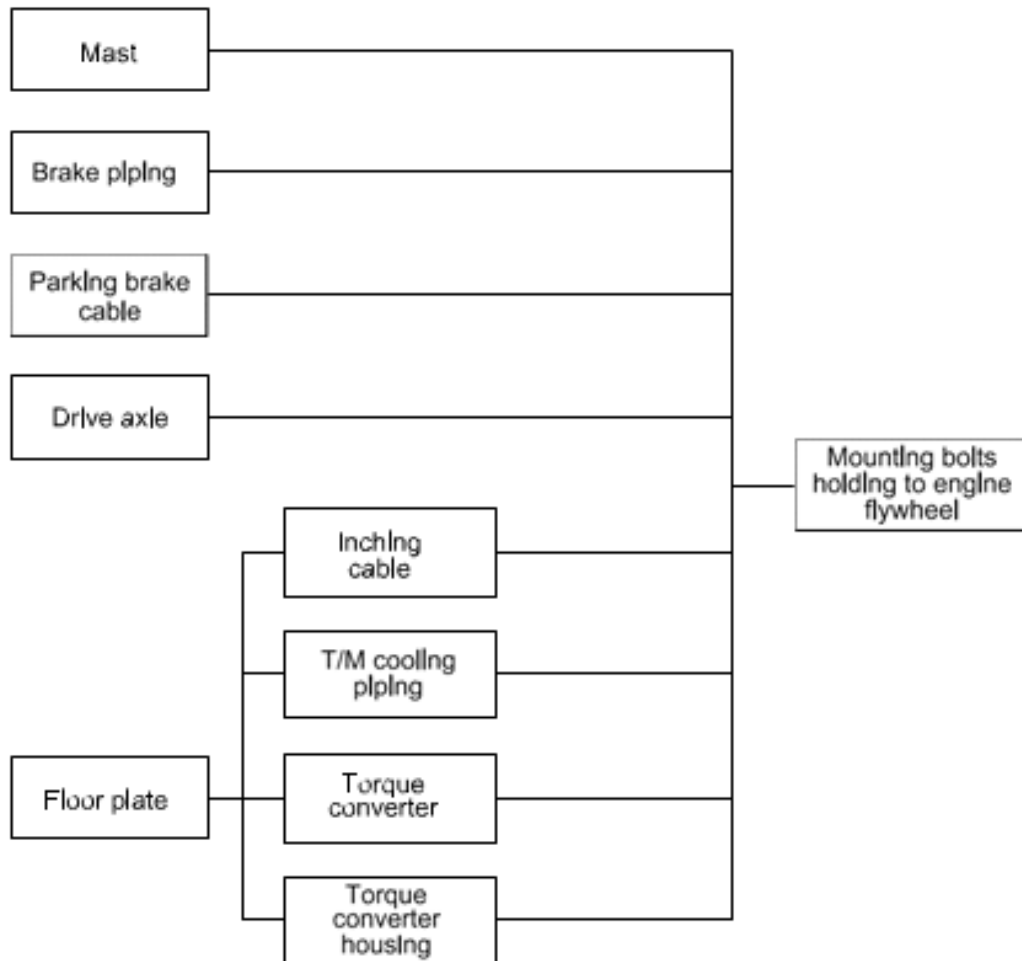 Mast
Brake piping
Parking brake
cable
Drive axle
Mounting bolts
holding to engine
flywheel
Inching
cable
T/M cooling
piping
Floor plate
Torque
converter
Torque
converter
housing